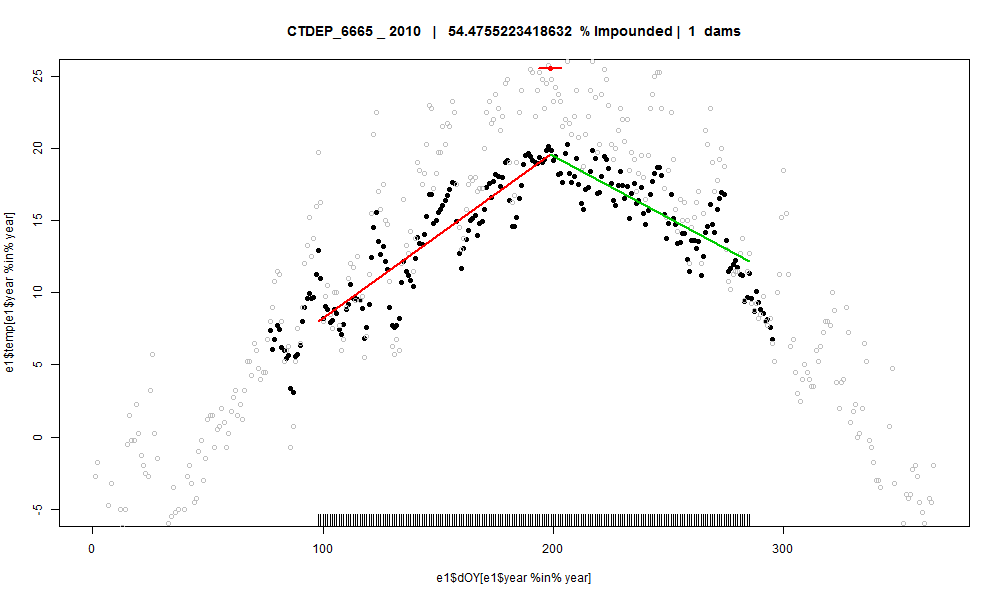 CTDEP_6665 _ 2010 | 54.4755223418632 % Impounded | 1 dams
e1$temp[e1$year %in% year]
25
20
15
10
5
0
-5
0 100 200 300
e1$dOY[e1$year %in% year]